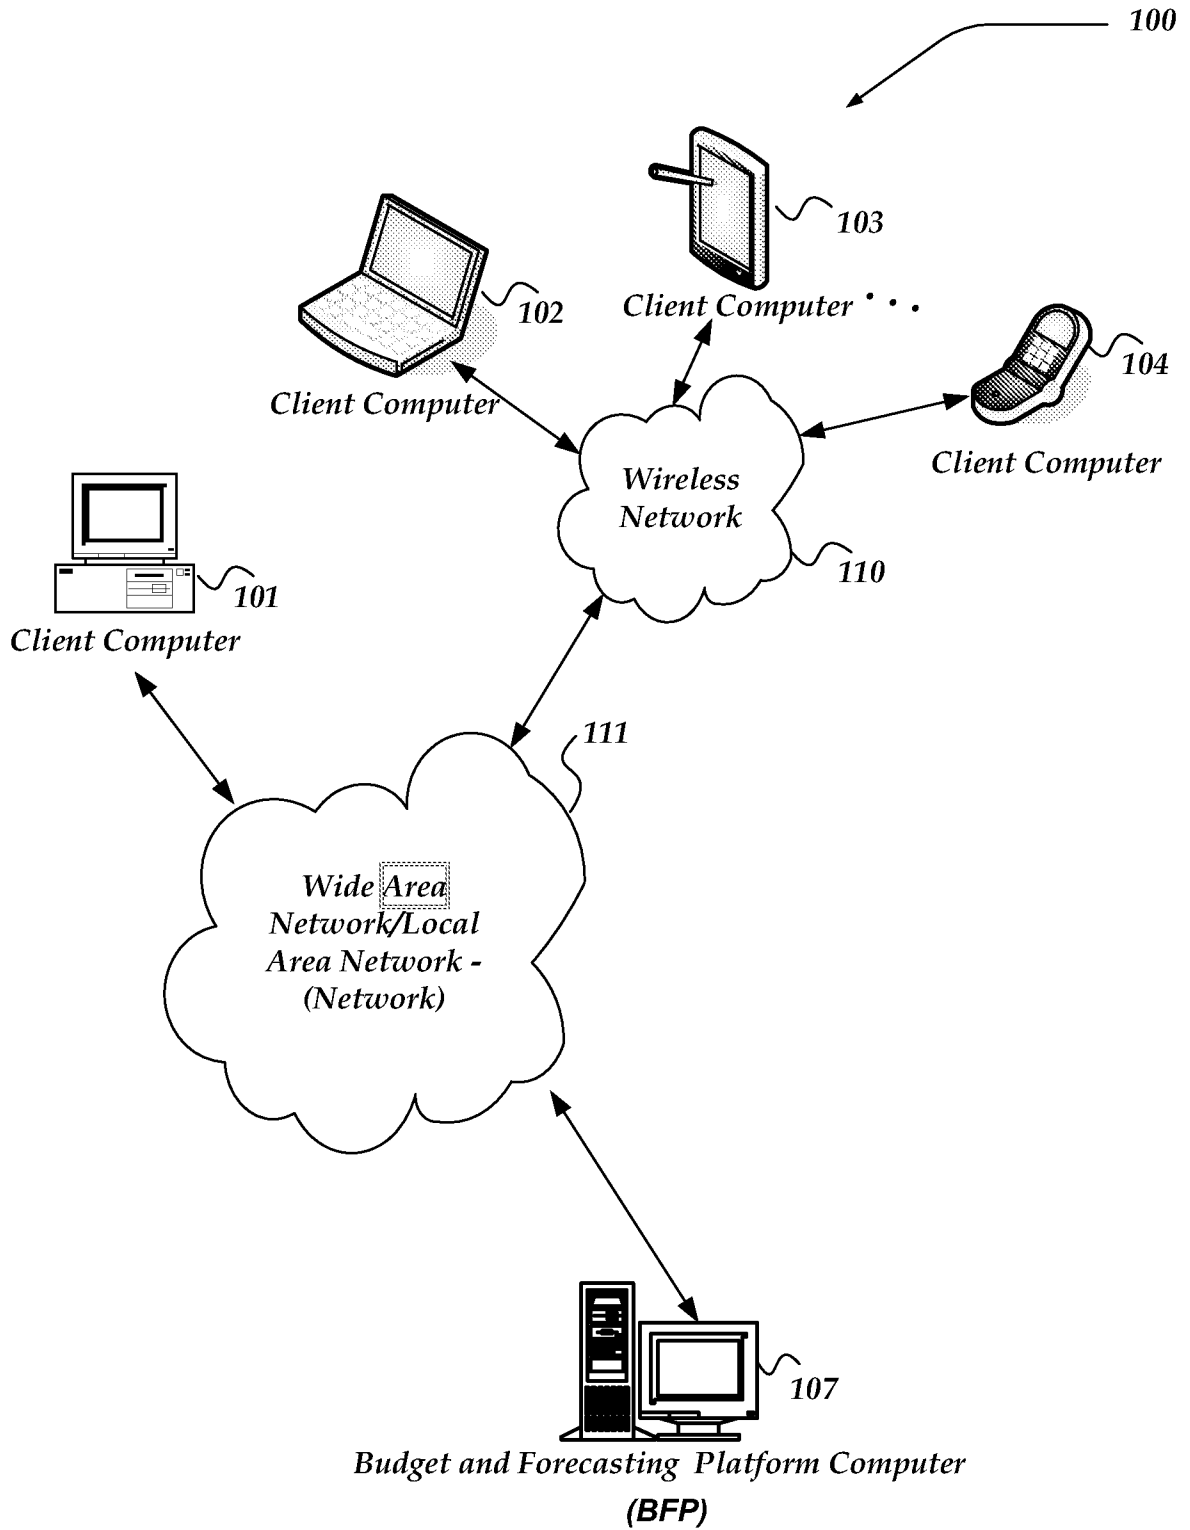 100
103
Client Computer . . .
102
Client Computer
104
Client Computer
Wireless
Network
110
101
Client Computer
111
Wide Area
Network/Local
Area Network -
(Network)
107
Budget and Forecasting Platform Computer
(BFP)